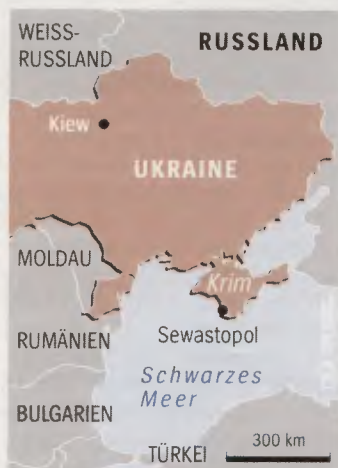 WEISS-
RUSSLAND
RUSSLAND
Kiew
UKRAINE
MOLDAU
Krim
RUMÄNIEN
Sewastopol
Schwarzes
Meer
BULGARIEN
TÜRKEI
300 km